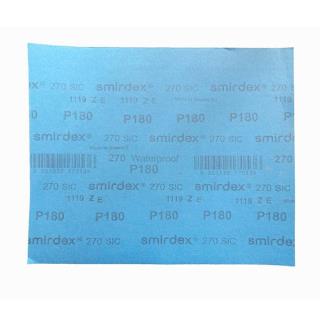 smirdex® 270 SIC smirdex® 270 SIC
1119 Z E 1119 Z E
P180 P180 P180 P180
smirdex® 270 SIC smirdex® 270 SIC
270 Waterproof
P180
270 SIC smirdex® 270 SIC smirdex®
1119 Z E 1119 Z E
P180 P180 P180 P180 P180
smirdex® 270 SIC smirdex® 270 SIC